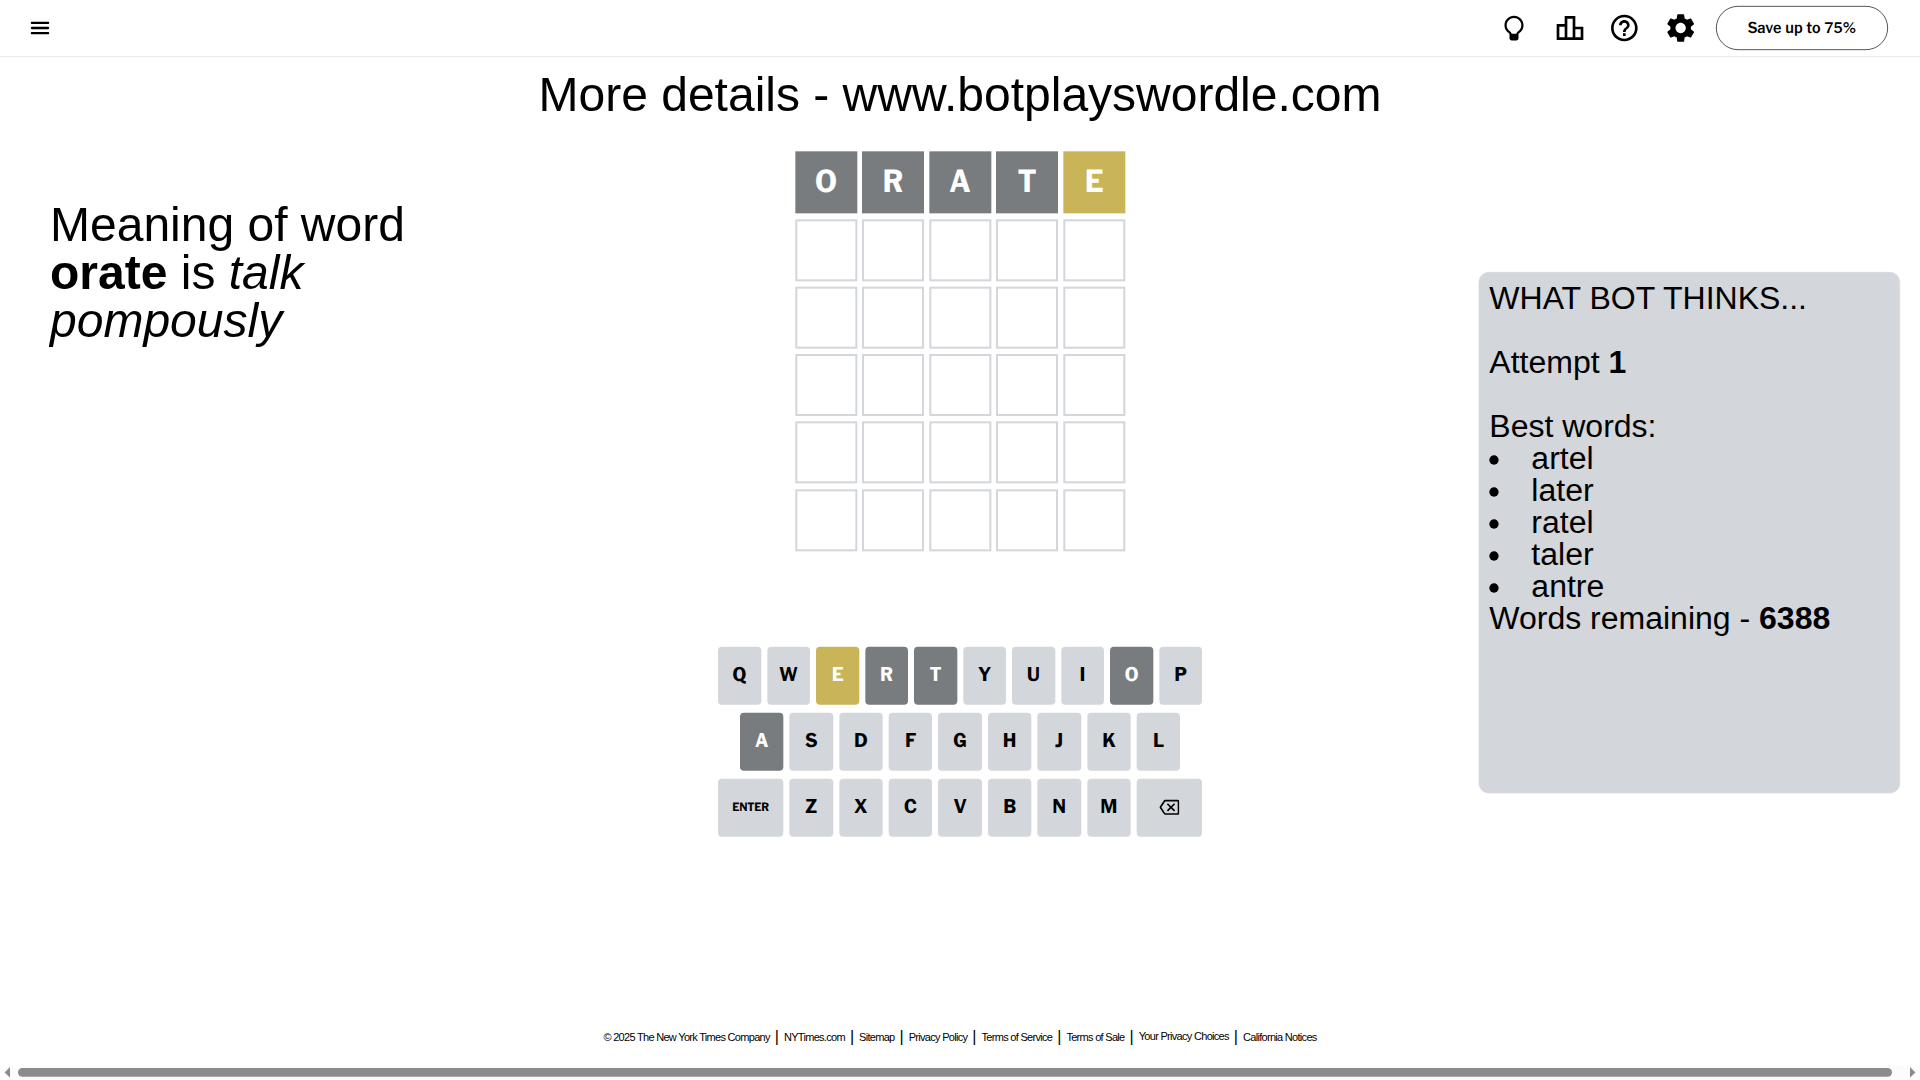 Save up to 75%
More details - www.botplayswordle.com
O R A T E
Meaning of word
orate is talk
pompously
WHAT BOT THINKS...
Attempt 1
Best words:
• artel
• later
• ratel
• taler
• antre
Words remaining - 6388
Q W E R T Y U I O P
A S D F G H J K L
ENTER Z X C V B N M
© 2025 The New York Times Company | NYTimes.com | Sitemap | Privacy Policy | Terms of Service | Terms of Sale | Your Privacy Choices | California Notices